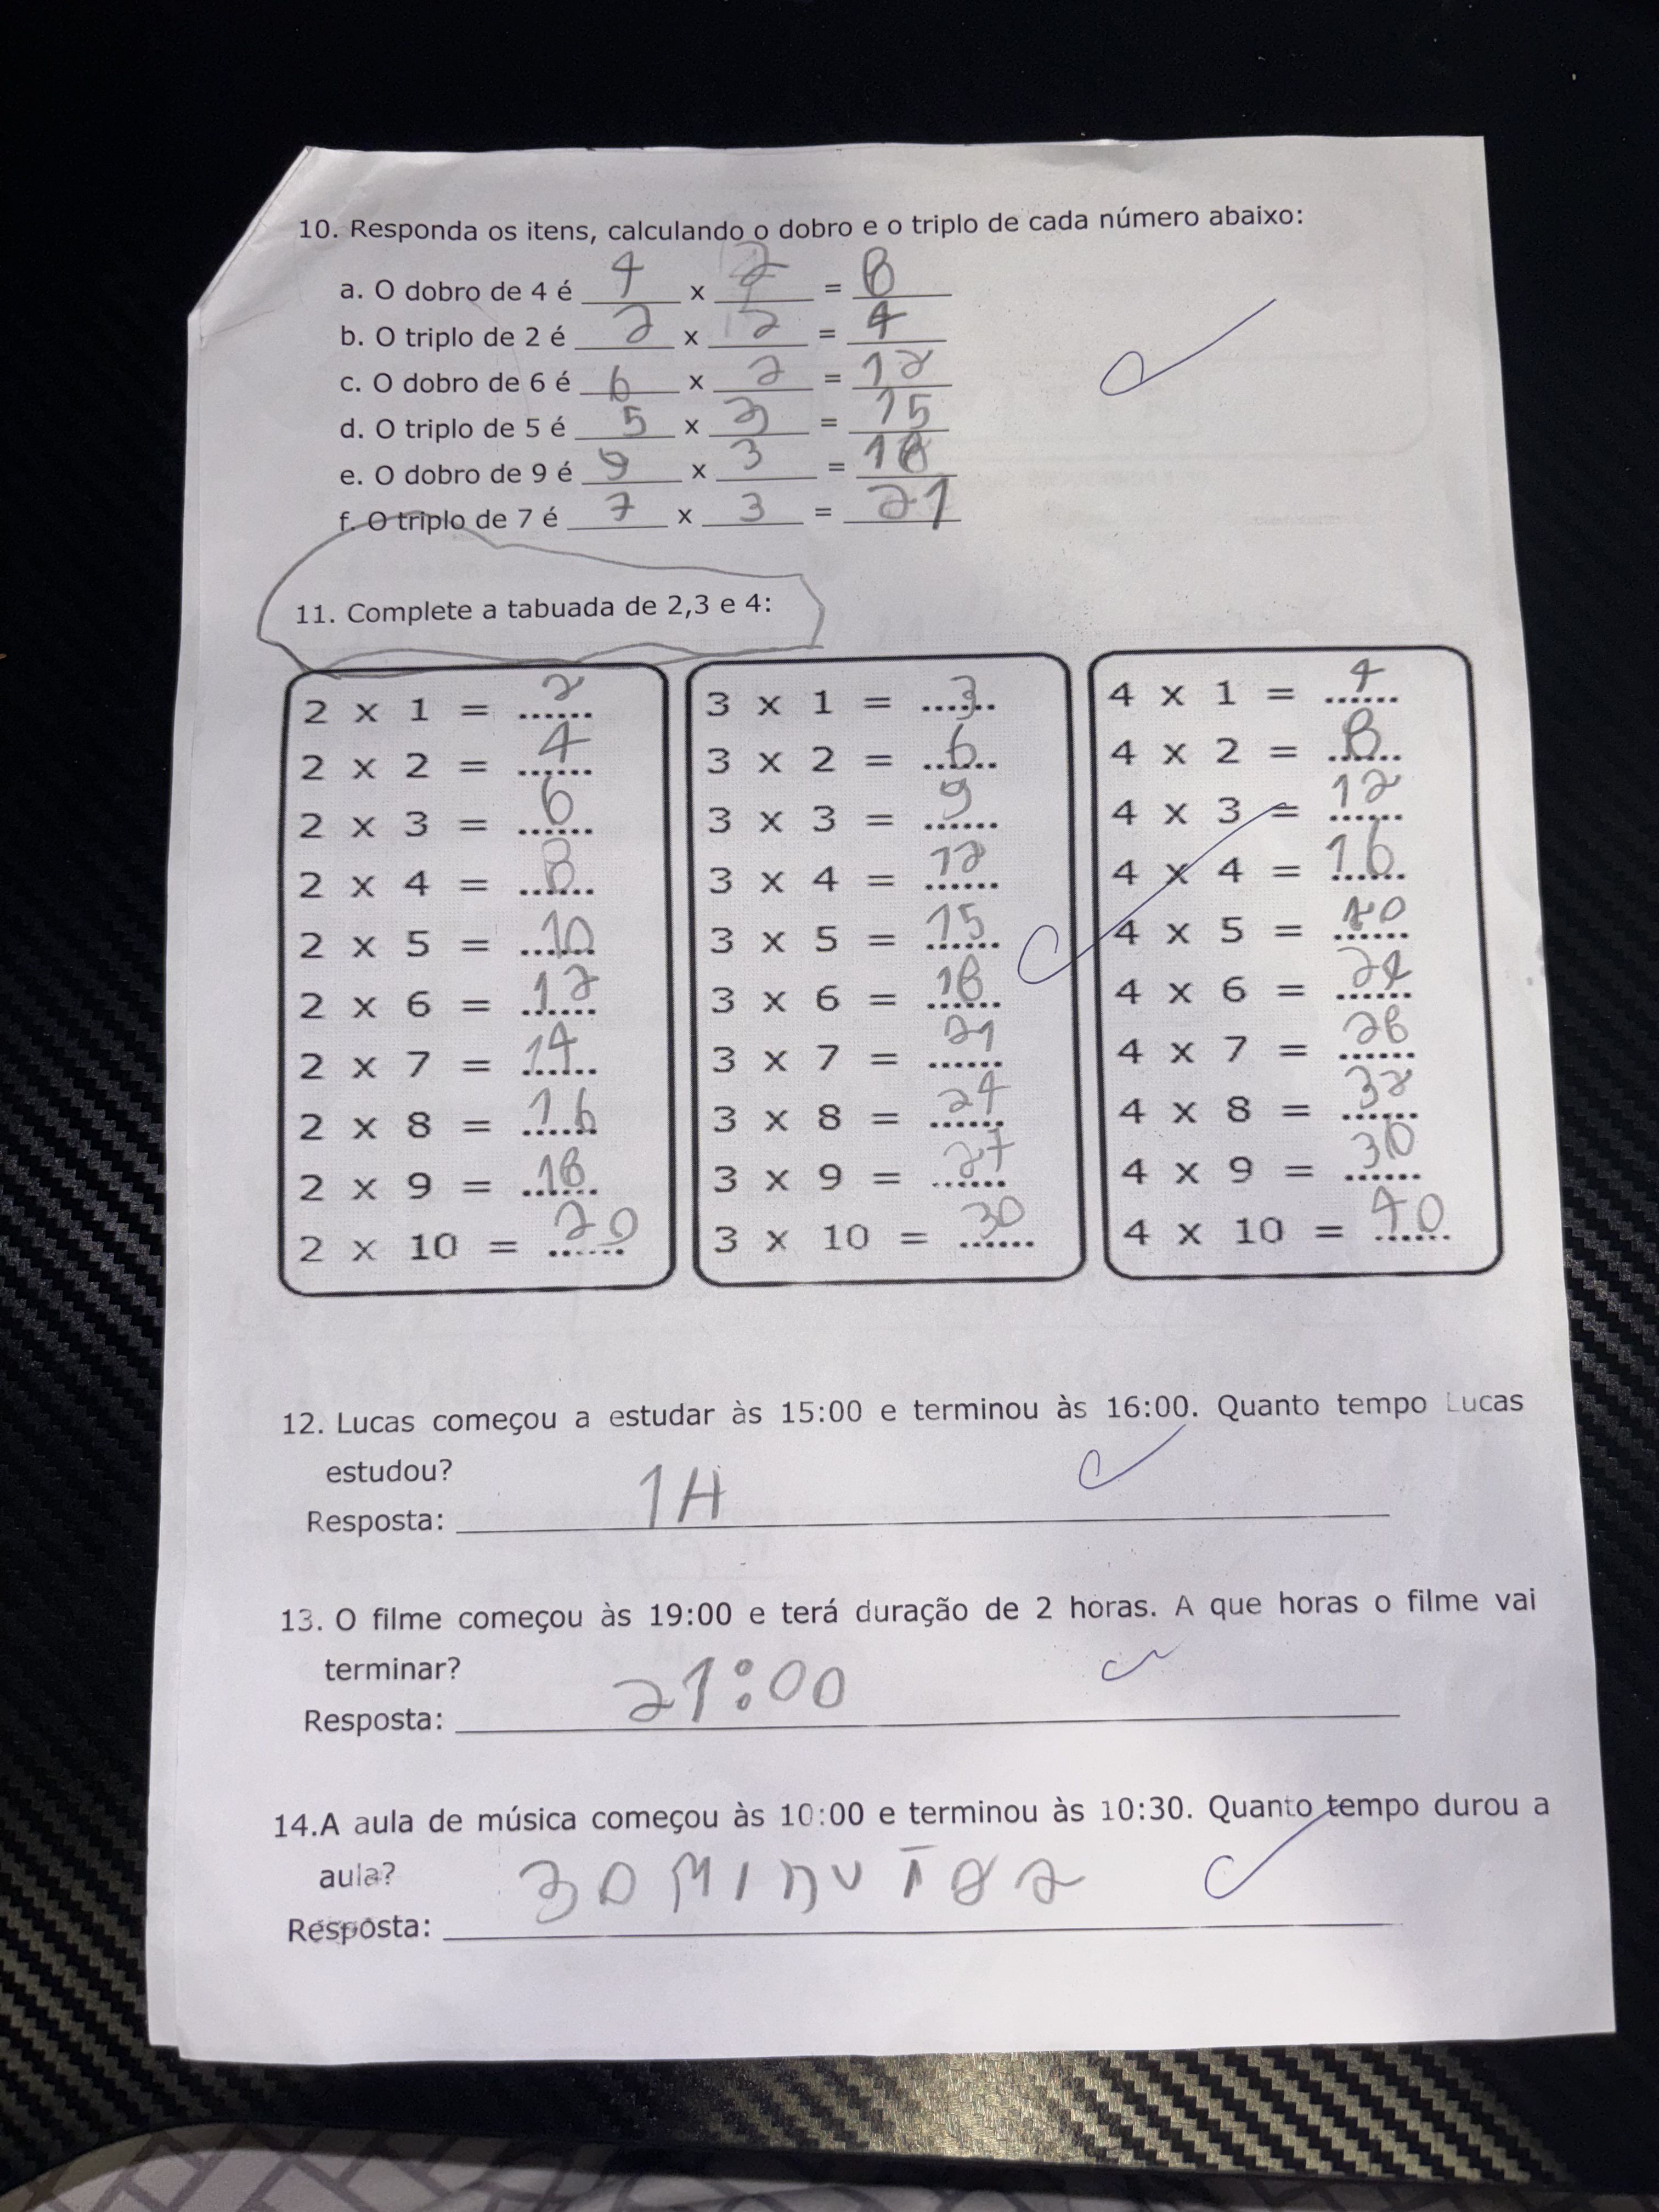 10. Responda os itens, calculando o dobro e o triplo de cada número abaixo:
a. O dobro de 4 é 4 x 2 = 8
b. O triplo de 2 é 2 x 2 = 4
c. O dobro de 6 é 6 x 2 = 12
d. O triplo de 5 é 5 x 3 = 15
e. O dobro de 9 é 9 x 3 = 18
f. O triplo de 7 é 7 x 3 = 21
11. Complete a tabuada de 2,3 e 4:
2 x 1 = 2
2 x 2 = 4
2 x 3 = 6
2 x 4 = 8
2 x 5 = 10
2 x 6 = 12
2 x 7 = 14
2 x 8 = 16
2 x 9 = 18
2 x 10 = 20
3 x 1 = 3
3 x 2 = 6
3 x 3 = 9
3 x 4 = 12
3 x 5 = 15
3 x 6 = 18
3 x 7 = 21
3 x 8 = 24
3 x 9 = 27
3 x 10 = 30
4 x 1 = 4
4 x 2 = 8
4 x 3 = 12
4 x 4 = 16
4 x 5 =
4 x 6 =
4 x 7 = 28
4 x 8 = 32
4 x 9 =
4 x 10 = 40
12. Lucas começou a estudar às 15:00 e terminou às 16:00. Quanto tempo Lucas
estudou?
Resposta: 1H
13. O filme começou às 19:00 e terá duração de 2 horas. A que horas o filme vai
terminar?
Resposta: 21:00
14.A aula de música começou às 10:00 e terminou às 10:30. Quanto tempo durou a
aula?
Resposta: 30 MINUTOS